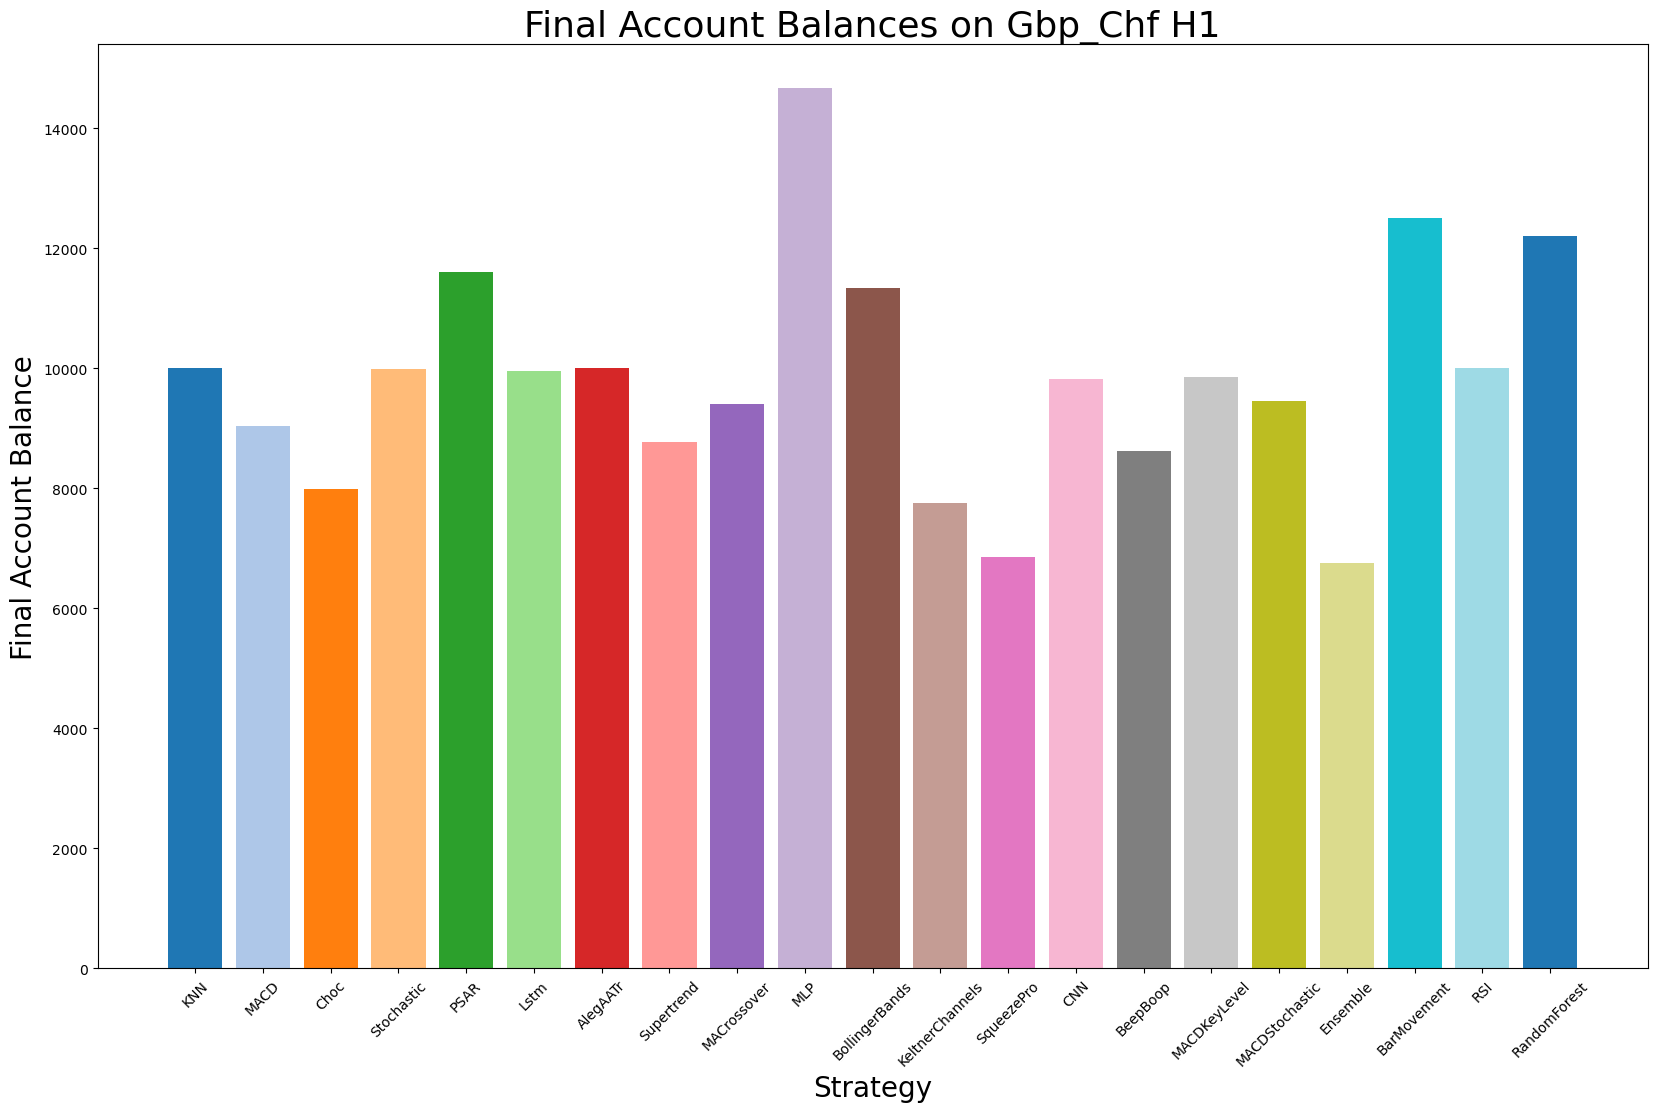 Final Account Balances on Gbp_Chf H1
Final Account Balance
14000
12000
10000
8000
6000
4000
2000
0
KNN
MACD
Choc
Stochastic
PSAR
Lstm
AlegAATr
Supertrend
MACrossover
MLP
BollingerBands
KeltnerChannels
SqueezePro
CNN
BeepBoop
MACDKeyLevel
MACDStochastic
Ensemble
BarMovement
RSI
RandomForest
Strategy